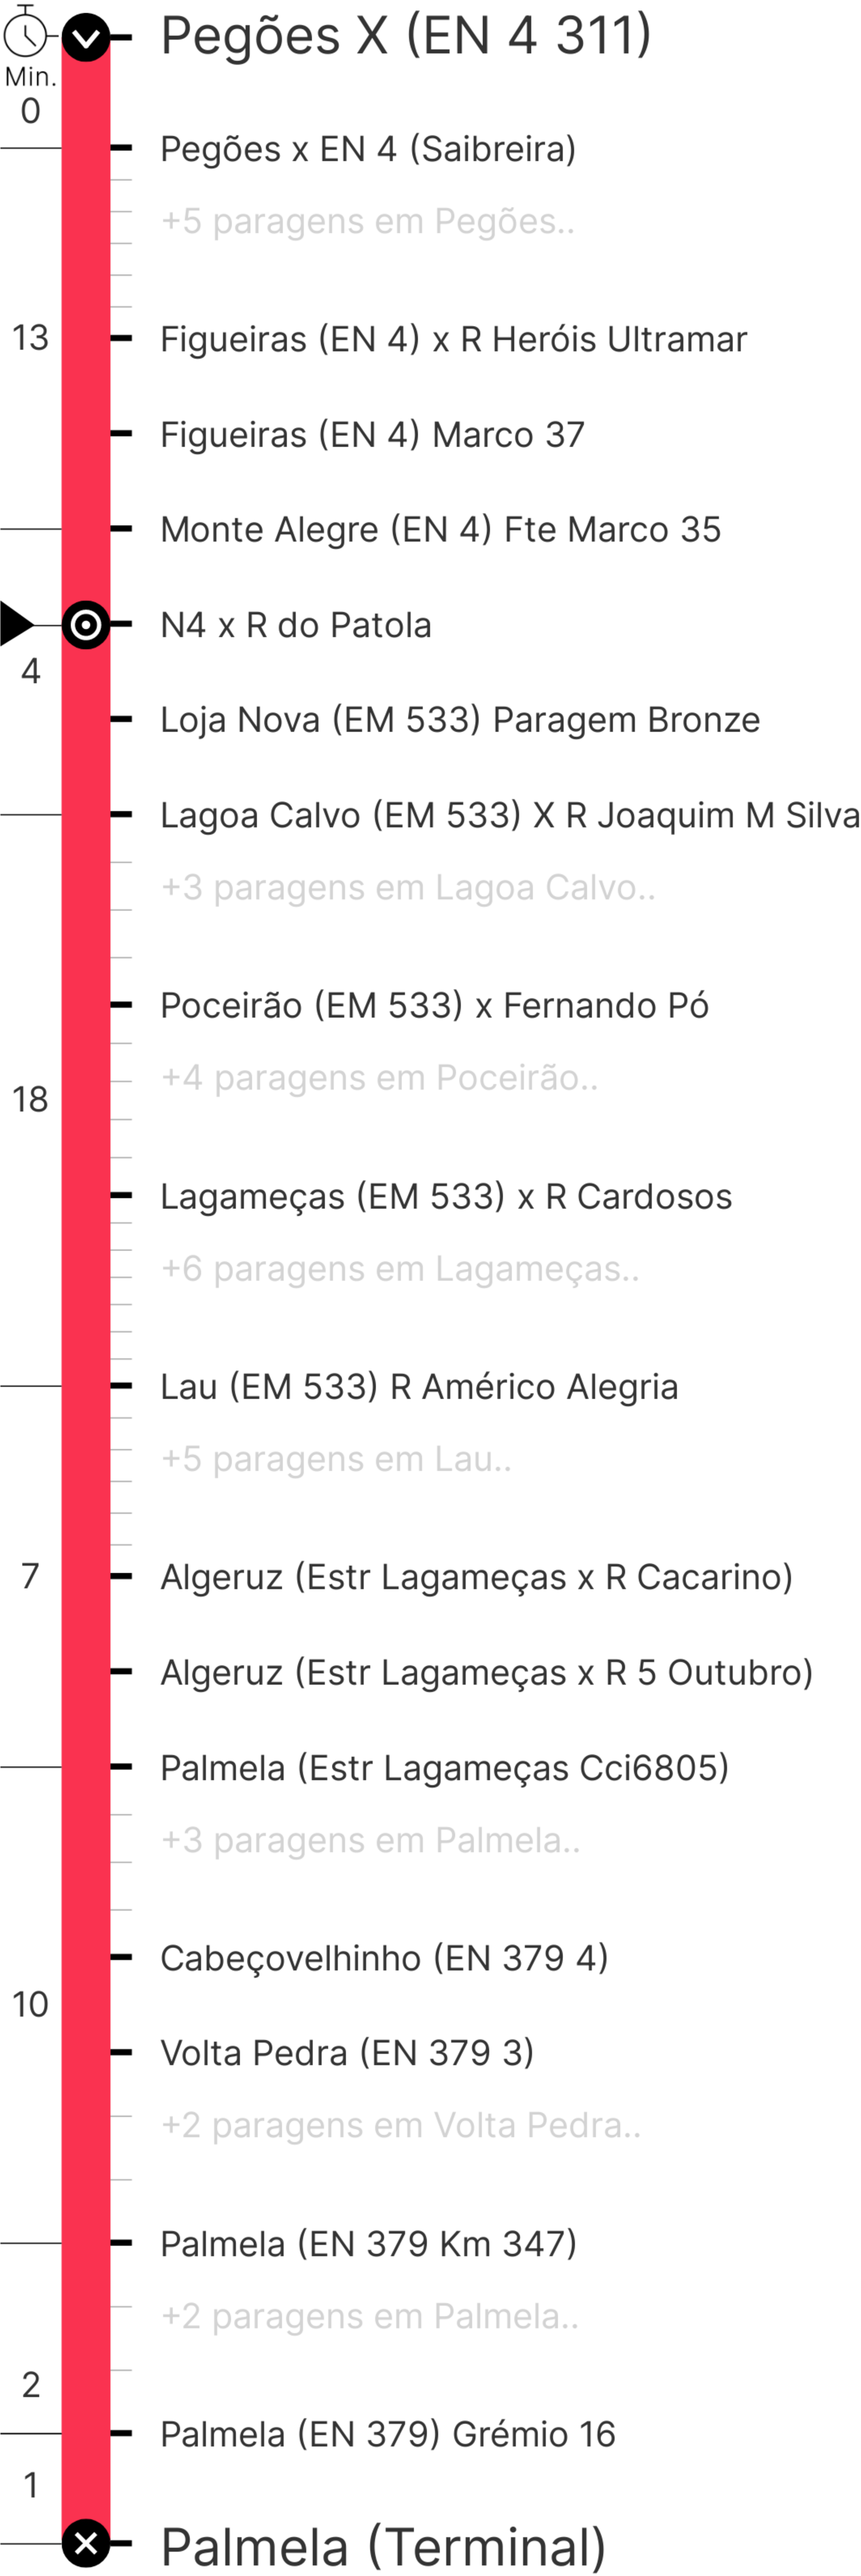 Pegões X (EN 4 311)
Min.
0
Pegões x EN 4 (Saibreira)
+5 paragens em Pegões..
13
Figueiras (EN 4) x R Heróis Ultramar
Figueiras (EN 4) Marco 37
Monte Alegre (EN 4) Fte Marco 35
N4 x R do Patola
4
Loja Nova (EM 533) Paragem Bronze
Lagoa Calvo (EM 533) X R Joaquim M Silva
+3 paragens em Lagoa Calvo..
Poceirão (EM 533) x Fernando Pó
+4 paragens em Poceirão..
18
Lagameças (EM 533) x R Cardosos
+6 paragens em Lagameças..
Lau (EM 533) R Américo Alegria
+5 paragens em Lau..
7
Algeruz (Estr Lagameças x R Cacarino)
Algeruz (Estr Lagameças x R 5 Outubro)
Palmela (Estr Lagameças Cci6805)
+3 paragens em Palmela..
Cabeçovelhinho (EN 379 4)
10
Volta Pedra (EN 379 3)
+2 paragens em Volta Pedra..
Palmela (EN 379 Km 347)
+2 paragens em Palmela..
2
Palmela (EN 379) Grémio 16
1
Palmela (Terminal)